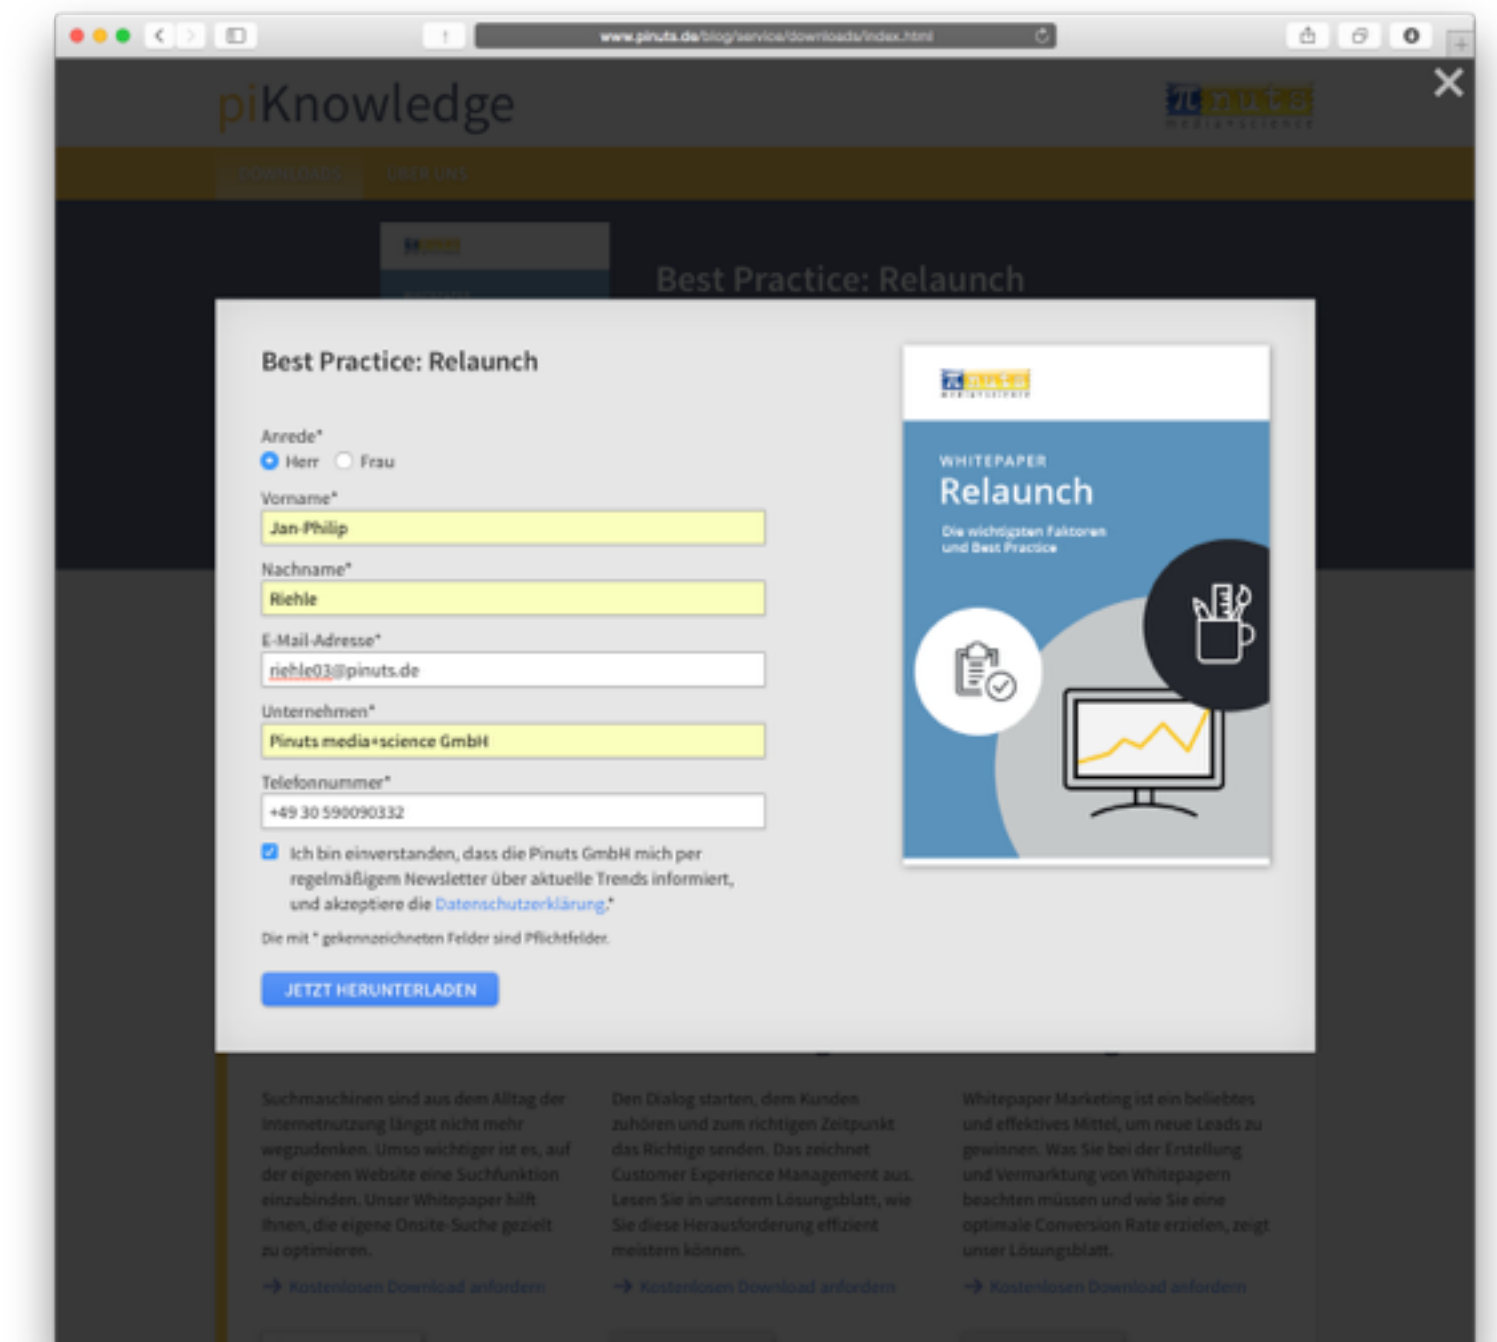 www.pinuts.de/blog/service/downloads/index.html
piKnowledge
π nuts
media+science
DOWNLOADS ÜBER UNS
Best Practice: Relaunch
Best Practice: Relaunch
Anrede*
Herr Frau
Vorname*
Jan-Philip
Nachname*
Riehle
E-Mail-Adresse*
riehle03@pinuts.de
Unternehmen*
Pinuts media+science GmbH
Telefonnummer*
+49 30 590090332
Ich bin einverstanden, dass die Pinuts GmbH mich per
regelmäßigem Newsletter über aktuelle Trends informiert,
und akzeptiere die Datenschutzerklärung.*
Die mit * gekennzeichneten Felder sind Pflichtfelder.
JETZT HERUNTERLADEN
π nuts
media+science
WHITEPAPER
Relaunch
Die wichtigsten Faktoren
und Best Practice
Suchmaschinen sind aus dem Alltag der
Internetnutzung längst nicht mehr
wegzudenken. Umso wichtiger ist es, auf
der eigenen Website eine Suchfunktion
einzubinden. Unser Whitepaper hilft
Ihnen, die eigene Onsite-Suche gezielt
zu optimieren.
→ Kostenlosen Download anfordern
Den Dialog starten, dem Kunden
zuhören und zum richtigen Zeitpunkt
das Richtige senden. Das zeichnet
Customer Experience Management aus.
Lesen Sie in unserem Lösungsblatt, wie
Sie diese Herausforderung effizient
meistern können.
→ Kostenlosen Download anfordern
Whitepaper Marketing ist ein beliebtes
und effektives Mittel, um neue Leads zu
gewinnen. Was Sie bei der Erstellung
und Vermarktung von Whitepapern
beachten müssen und wie Sie eine
optimale Conversion Rate erzielen, zeigt
unser Lösungsblatt.
→ Kostenlosen Download anfordern